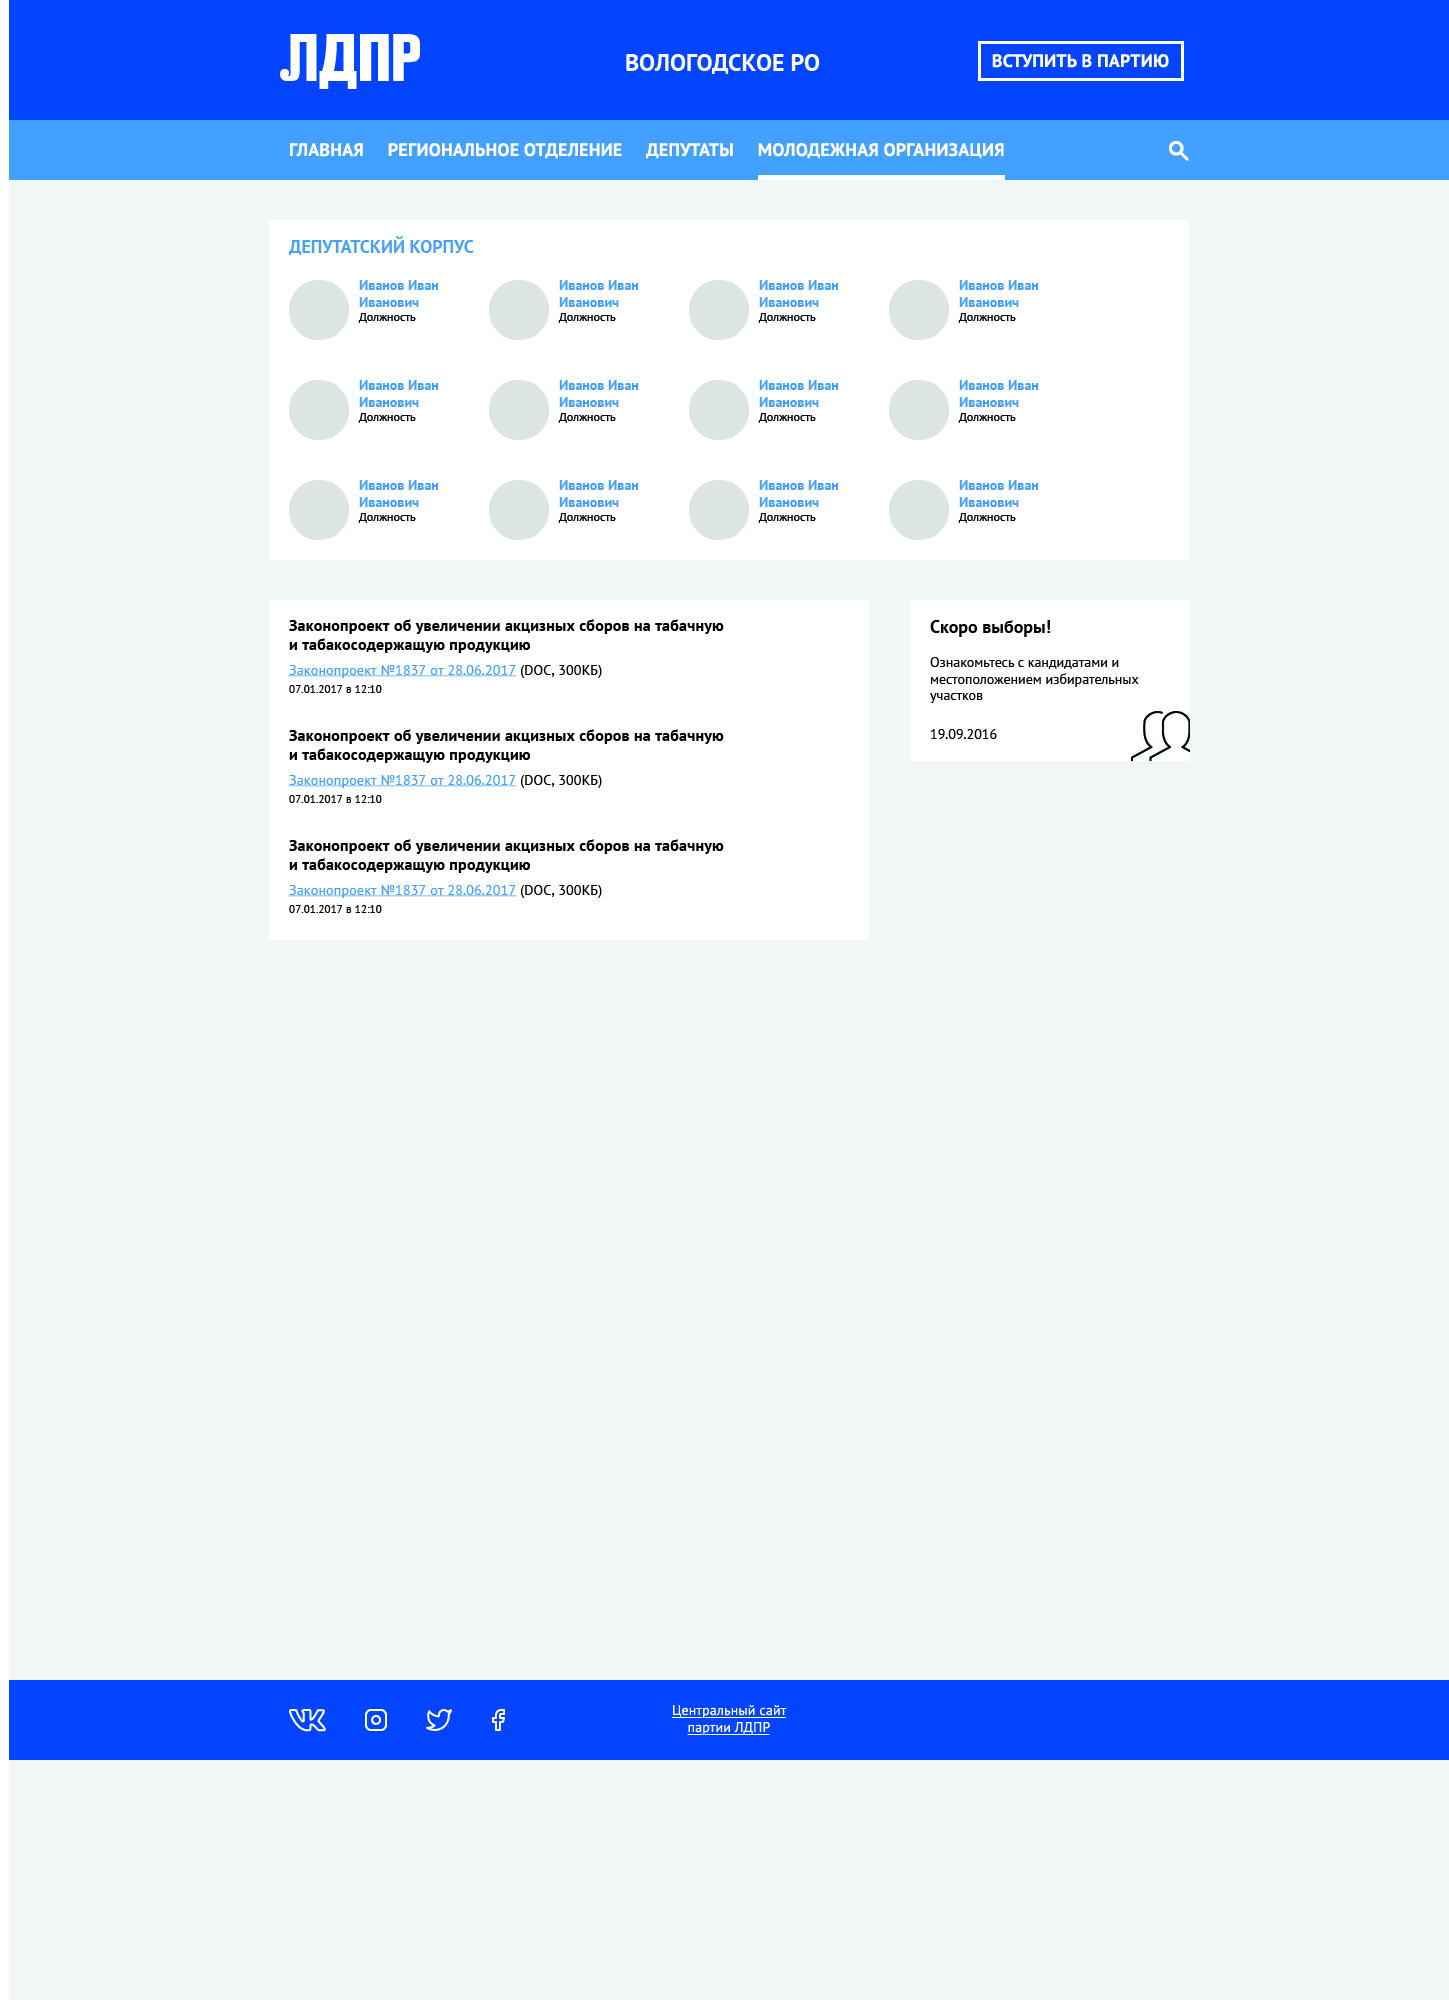 ЛДПР
ВОЛОГОДСКОЕ РО
ВСТУПИТЬ В ПАРТИЮ
ГЛАВНАЯ РЕГИОНАЛЬНОЕ ОТДЕЛЕНИЕ ДЕПУТАТЫ МОЛОДЕЖНАЯ ОРГАНИЗАЦИЯ
ДЕПУТАТСКИЙ КОРПУС
Иванов Иван
Иванович
Должность
Иванов Иван
Иванович
Должность
Иванов Иван
Иванович
Должность
Иванов Иван
Иванович
Должность
Иванов Иван
Иванович
Должность
Иванов Иван
Иванович
Должность
Иванов Иван
Иванович
Должность
Иванов Иван
Иванович
Должность
Иванов Иван
Иванович
Должность
Иванов Иван
Иванович
Должность
Иванов Иван
Иванович
Должность
Иванов Иван
Иванович
Должность
Законопроект об увеличении акцизных сборов на табачную
и табакосодержащую продукцию
Законопроект №1837 от 28.06.2017 (DOC, 300КБ)
07.01.2017 в 12:10
Законопроект об увеличении акцизных сборов на табачную
и табакосодержащую продукцию
Законопроект №1837 от 28.06.2017 (DOC, 300КБ)
07.01.2017 в 12:10
Законопроект об увеличении акцизных сборов на табачную
и табакосодержащую продукцию
Законопроект №1837 от 28.06.2017 (DOC, 300КБ)
07.01.2017 в 12:10
Скоро выборы!
Ознакомьтесь с кандидатами и
местоположением избирательных
участков
19.09.2016
Центральный сайт
партии ЛДПР